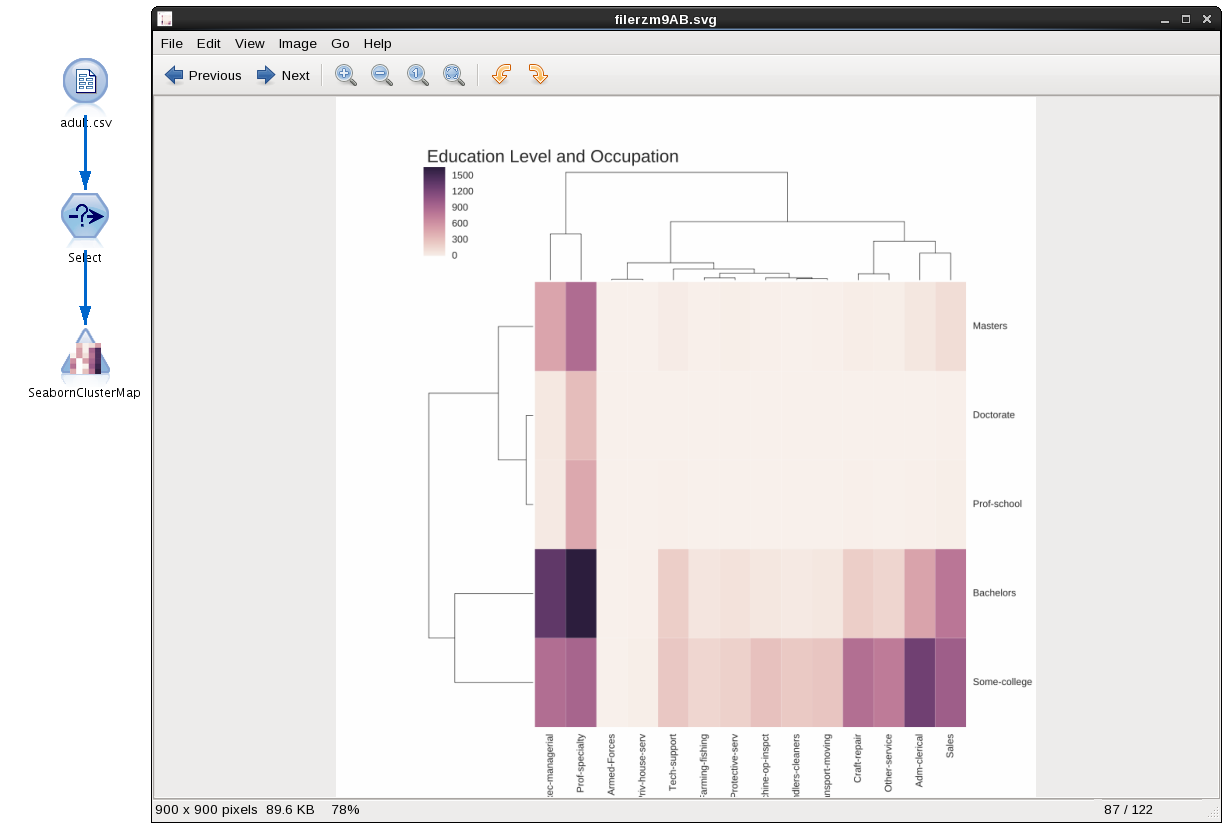 filerzm9AB.svg
File Edit View Image Go Help
Previous Next
adult.csv
Select
SeabornClusterMap
Education Level and Occupation
1500
1200
900
600
300
0
Masters
Doctorate
Prof-school
Bachelors
Some-college
ec-managerial
Prof-specialty
Armed-Forces
riv-house-serv
Tech-support
Farming-fishing
Protective-serv
chine-op-inspct
dlers-cleaners
nsport-moving
Craft-repair
Other-service
Adm-clerical
Sales
900 x 900 pixels 89.6 KB 78%
87 / 122